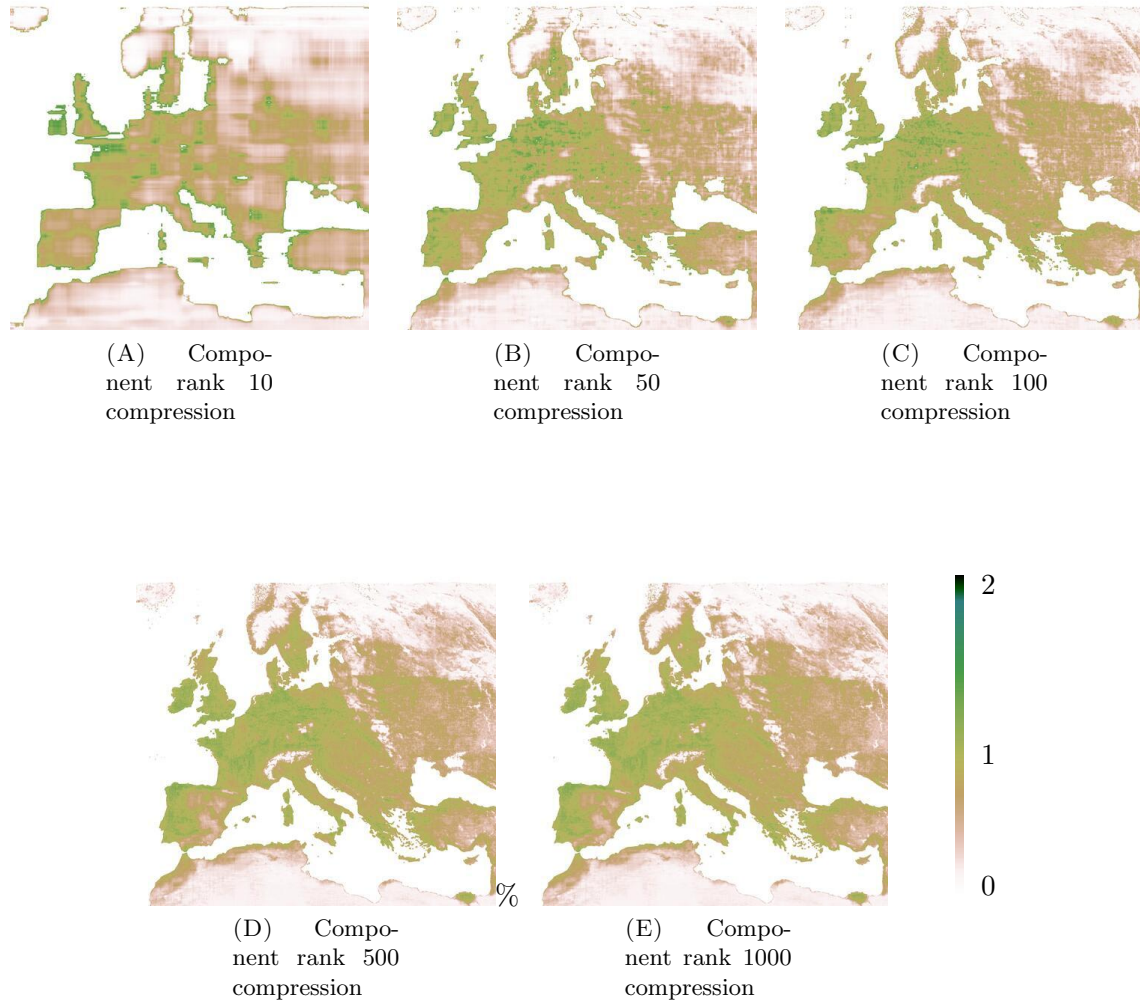 (A) Compo-
nent rank 10
compression
(B) Compo-
nent rank 50
compression
(C) Compo-
nent rank 100
compression
2
1
0
%
(D) Compo-
nent rank 500
compression
(E) Compo-
nent rank 1000
compression